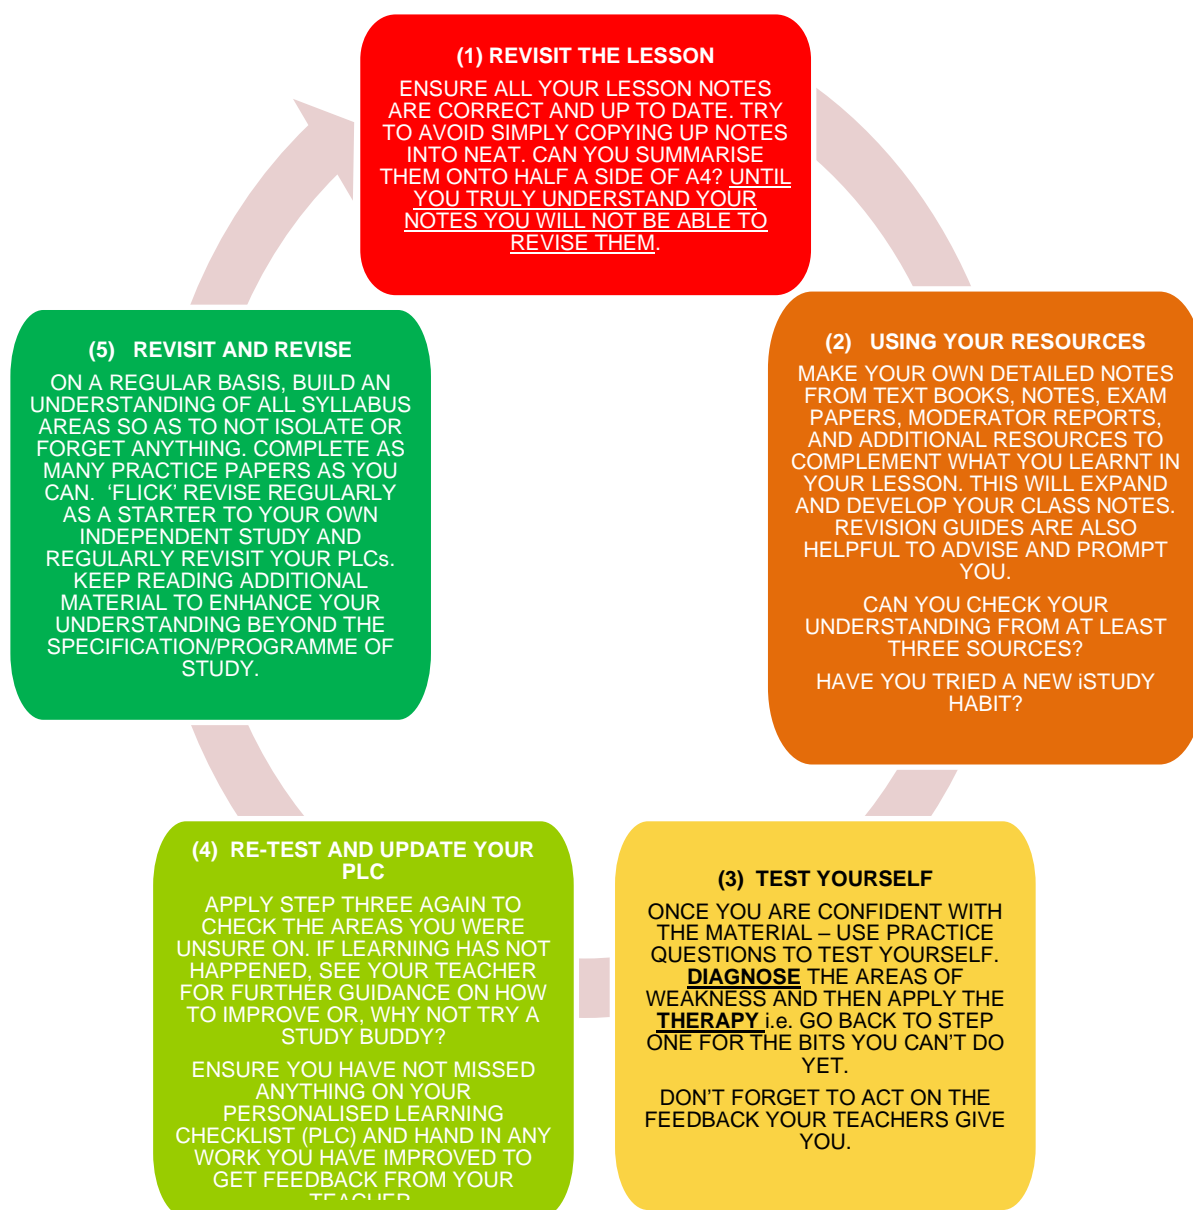 (1) REVISIT THE LESSON
ENSURE ALL YOUR LESSON NOTES
ARE CORRECT AND UP TO DATE. TRY
TO AVOID SIMPLY COPYING UP NOTES
INTO NEAT. CAN YOU SUMMARISE
THEM ONTO HALF A SIDE OF A4? UNTIL
YOU TRULY UNDERSTAND YOUR
NOTES YOU WILL NOT BE ABLE TO
REVISE THEM.
(2) USING YOUR RESOURCES
MAKE YOUR OWN DETAILED NOTES
FROM TEXT BOOKS, NOTES, EXAM
PAPERS, MODERATOR REPORTS,
AND ADDITIONAL RESOURCES TO
COMPLEMENT WHAT YOU LEARNT IN
YOUR LESSON. THIS WILL EXPAND
AND DEVELOP YOUR CLASS NOTES.
REVISION GUIDES ARE ALSO
HELPFUL TO ADVISE AND PROMPT
YOU.
CAN YOU CHECK YOUR
UNDERSTANDING FROM AT LEAST
THREE SOURCES?
HAVE YOU TRIED A NEW iSTUDY
HABIT?
(3) TEST YOURSELF
ONCE YOU ARE CONFIDENT WITH
THE MATERIAL – USE PRACTICE
QUESTIONS TO TEST YOURSELF.
DIAGNOSE THE AREAS OF
WEAKNESS AND THEN APPLY THE
THERAPY i.e. GO BACK TO STEP
ONE FOR THE BITS YOU CAN'T DO
YET.
DON'T FORGET TO ACT ON THE
FEEDBACK YOUR TEACHERS GIVE
YOU.
(4) RE-TEST AND UPDATE YOUR
PLC
APPLY STEP THREE AGAIN TO
CHECK THE AREAS YOU WERE
UNSURE ON. IF LEARNING HAS NOT
HAPPENED, SEE YOUR TEACHER
FOR FURTHER GUIDANCE ON HOW
TO IMPROVE OR, WHY NOT TRY A
STUDY BUDDY?
ENSURE YOU HAVE NOT MISSED
ANYTHING ON YOUR
PERSONALISED LEARNING
CHECKLIST (PLC) AND HAND IN ANY
WORK YOU HAVE IMPROVED TO
GET FEEDBACK FROM YOUR
TEACHER
(5) REVISIT AND REVISE
ON A REGULAR BASIS, BUILD AN
UNDERSTANDING OF ALL SYLLABUS
AREAS SO AS TO NOT ISOLATE OR
FORGET ANYTHING. COMPLETE AS
MANY PRACTICE PAPERS AS YOU
CAN. 'FLICK' REVISE REGULARLY
AS A STARTER TO YOUR OWN
INDEPENDENT STUDY AND
REGULARLY REVISIT YOUR PLCs.
KEEP READING ADDITIONAL
MATERIAL TO ENHANCE YOUR
UNDERSTANDING BEYOND THE
SPECIFICATION/PROGRAMME OF
STUDY.